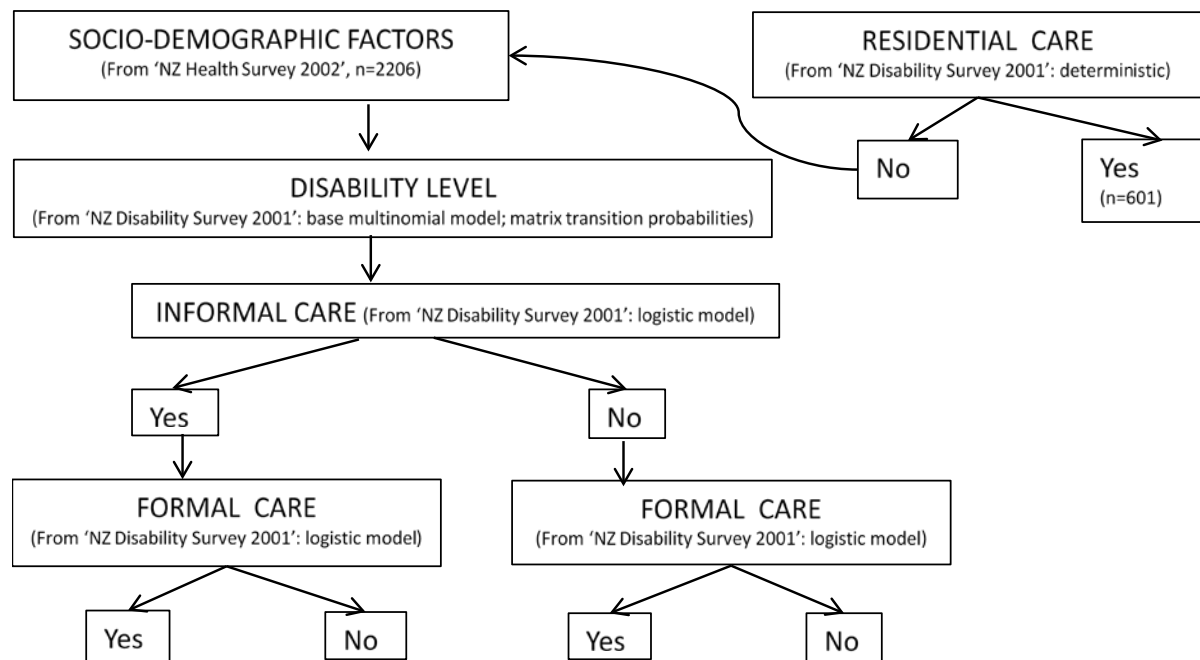 SOCIO-DEMOGRAPHIC FACTORS
(From ‘NZ Health Survey 2002’, n=2206)
RESIDENTIAL CARE
(From ‘NZ Disability Survey 2001’: deterministic)
No
Yes
(n=601)
DISABILITY LEVEL
(From ‘NZ Disability Survey 2001’: base multinomial model; matrix transition probabilities)
INFORMAL CARE (From ‘NZ Disability Survey 2001’: logistic model)
Yes
No
FORMAL CARE
(From ‘NZ Disability Survey 2001’: logistic model)
FORMAL CARE
(From ‘NZ Disability Survey 2001’: logistic model)
Yes
No
Yes
No